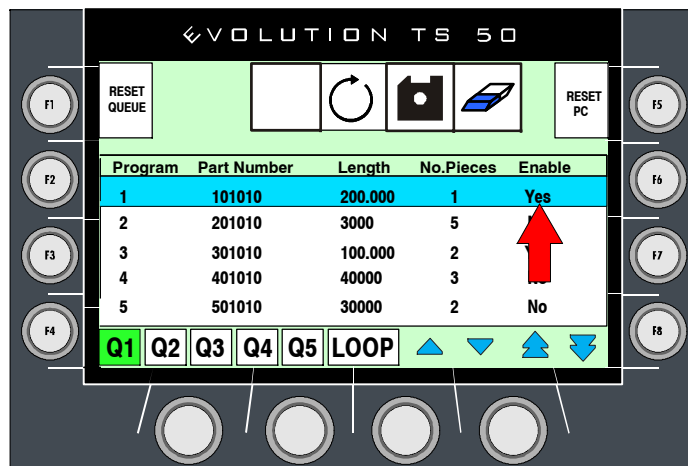 EVOLUTION TS 50
F1
RESET
QUEUE
RESET
PC
F5
Program Part Number Length No.Pieces Enable
F2
1 101010 200.000 1 Yes
F6
2 201010 3000 5
F3
3 301010 100.000 2
F7
4 401010 40000 3 No
5 501010 30000 2 No
F4
F8
Q1 Q2 Q3 Q4 Q5 LOOP